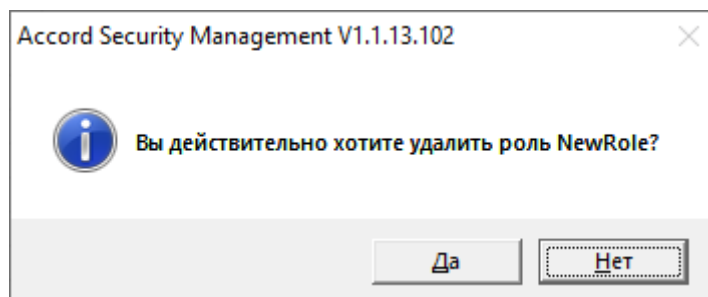 Accord Security Management V1.1.13.102
Вы действительно хотите удалить роль NewRole?
Да
Нет